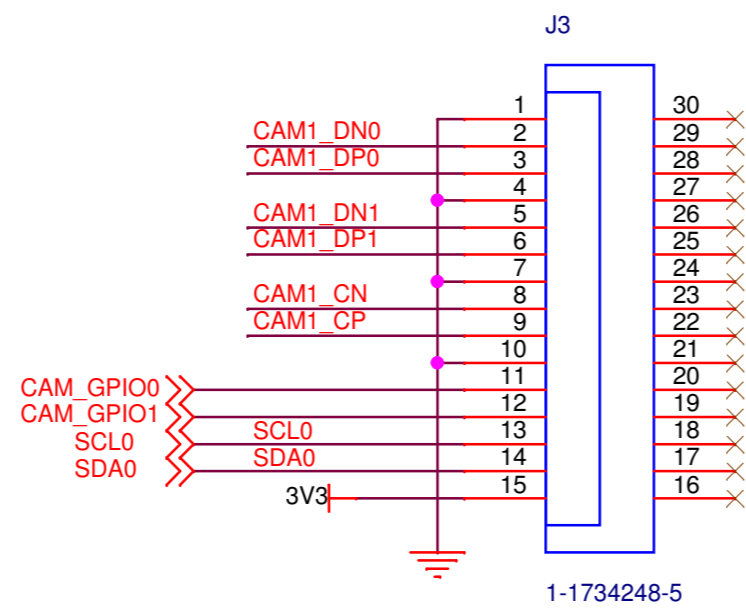 J3
1 30
CAM1_DN0 2 29
CAM1_DP0 3 28
4 27
CAM1_DN1 5 26
CAM1_DP1 6 25
7 24
CAM1_CN 8 23
CAM1_CP 9 22
10 21
CAM_GPIO0 11 20
CAM_GPIO1 12 19
SCL0 SCL0 13 18
SDA0 SDA0 14 17
3V3 15 16
1-1734248-5